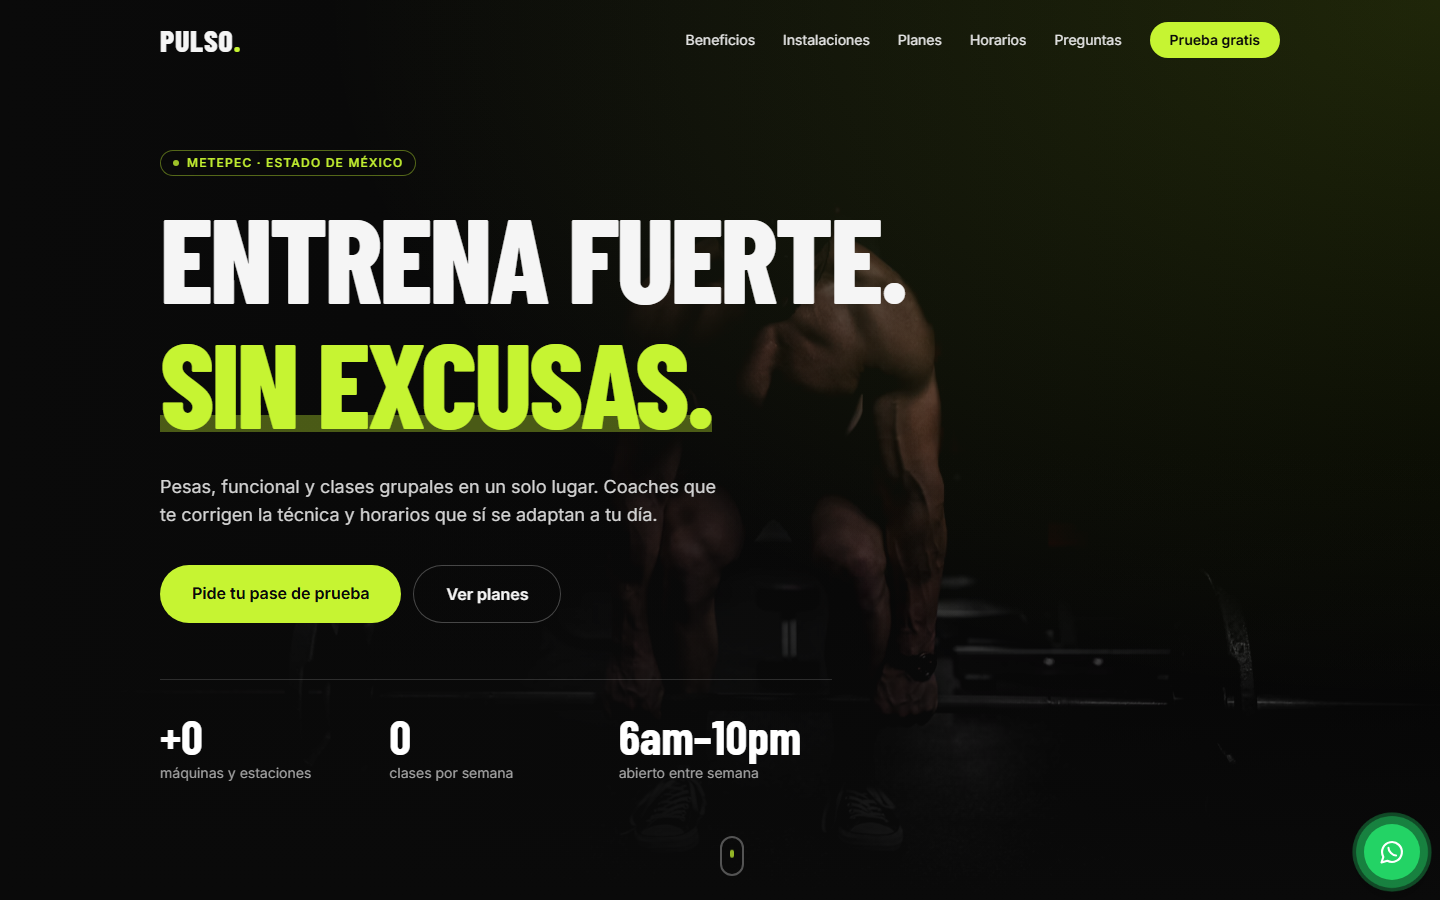 PULSO.
Beneficios
Instalaciones
Planes
Horarios
Preguntas
Prueba gratis
METEPEC · ESTADO DE MÉXICO
ENTRENA FUERTE.
SIN EXCUSAS.
Pesas, funcional y clases grupales en un solo lugar. Coaches que
te corrigen la técnica y horarios que sí se adaptan a tu día.
Pide tu pase de prueba
Ver planes
+0
máquinas y estaciones
0
clases por semana
6am–10pm
abierto entre semana